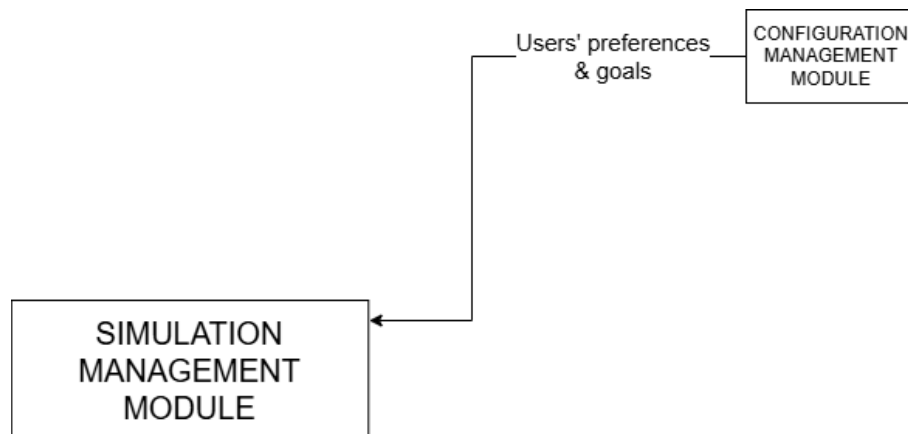 Users' preferences
& goals
CONFIGURATION
MANAGEMENT
MODULE
SIMULATION
MANAGEMENT
MODULE